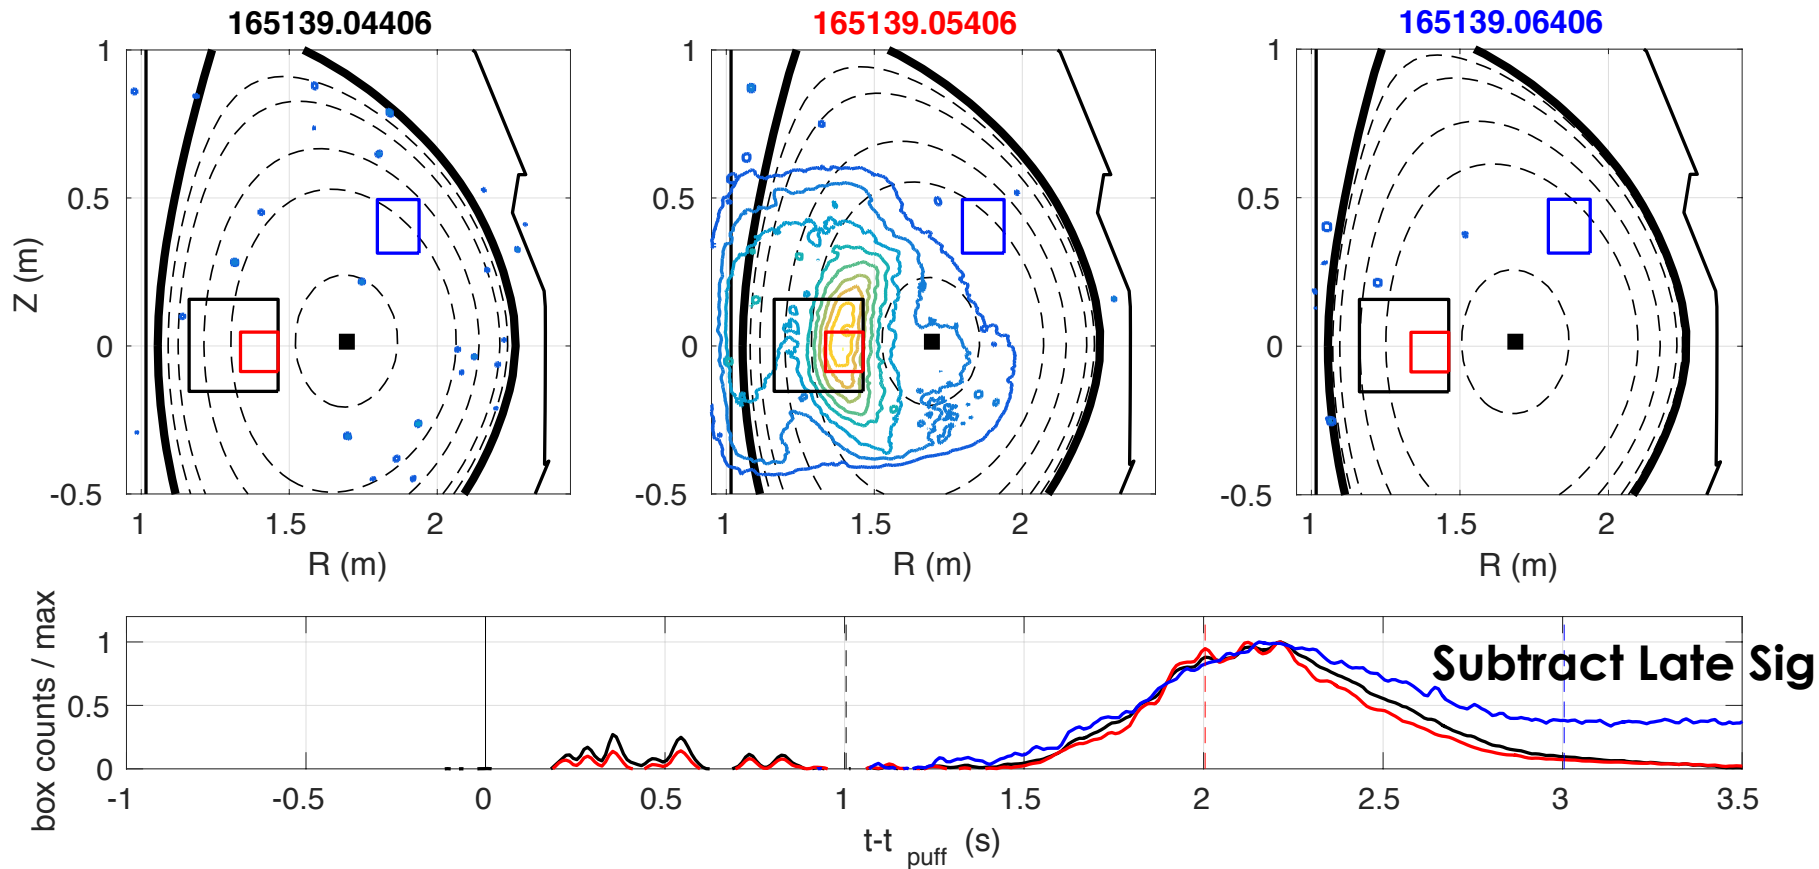 165139.04406 165139.05406 165139.06406
1 1 1
0.5 0.5 0.5
Z (m)
0 0 0
-0.5 -0.5 -0.5
1 1.5 2 1 1.5 2 1 1.5 2
R (m) R (m) R (m)
box counts / max
1
Subtract Late Sig
0.5
0
-1 -0.5 0 0.5 1 1.5 2 2.5 3 3.5
t-t puff (s)